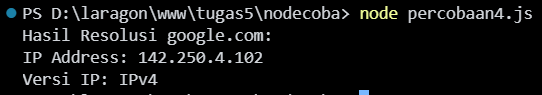 PS D:\laragon\www\tugas5\nodecoba> node percobaan4.js
Hasil Resolusi google.com:
IP Address: 142.250.4.102
Versi IP: IPv4